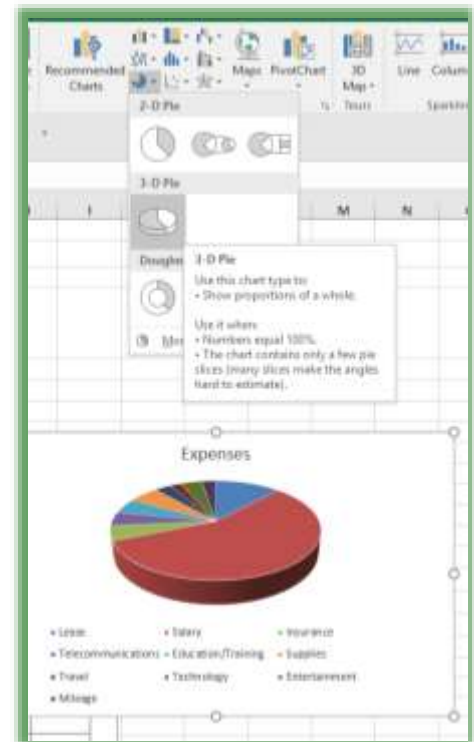 Recommended
Charts
Maps
PivotChart
3D
Map
Line
Column
Tours
Sparklin
2-D Pie
3-D Pie
I
M
N
Doughn
3-D Pie
Use this chart type to:
• Show proportions of a whole.
Use it when:
• Numbers equal 100%.
• The chart contains only a few pie
slices (many slices make the angles
hard to estimate).
Mor
Expenses
Lease
Salary
Insurance
Telecommunications
Education/Training
Supplies
Travel
Technology
Entertainment
Mileage